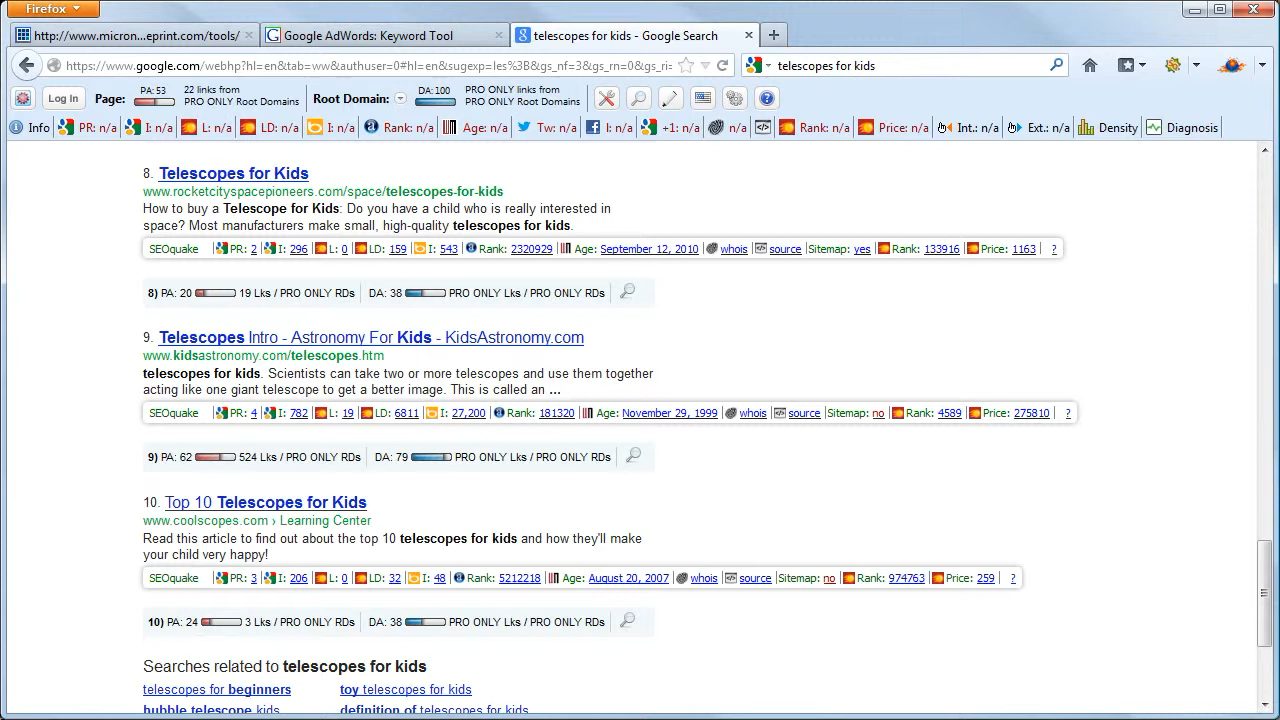 Firefox
http://www.micron...eprint.com/tools/
Google AdWords: Keyword Tool
telescopes for kids - Google Search
https://www.google.com/webhp?hl=en&tab=ww&authuser=0#hl=en&sugexp=les%3B&gs_nf=3&gs_rn=0&gs_ri=
telescopes for kids
Log In
Page:
PA: 53
22 links from
PRO ONLY Root Domains
Root Domain:
DA: 100
PRO ONLY links from
PRO ONLY Root Domains
Info PR: n/a I: n/a L: n/a LD: n/a I: n/a Rank: n/a Age: n/a Tw: n/a I: n/a +1: n/a n/a Rank: n/a Price: n/a Int.: n/a Ext.: n/a Density Diagnosis
8. Telescopes for Kids
www.rocketcityspacepioneers.com/space/telescopes-for-kids
How to buy a Telescope for Kids: Do you have a child who is really interested in
space? Most manufacturers make small, high-quality telescopes for kids.
SEOquake PR: 2 I: 296 L: 0 LD: 159 I: 543 Rank: 2320929 Age: September 12, 2010 whois source Sitemap: yes Rank: 133916 Price: 1163 ?
8) PA: 20 19 Lks / PRO ONLY RDs DA: 38 PRO ONLY Lks / PRO ONLY RDs
9. Telescopes Intro - Astronomy For Kids - KidsAstronomy.com
www.kidsastronomy.com/telescopes.htm
telescopes for kids. Scientists can take two or more telescopes and use them together
acting like one giant telescope to get a better image. This is called an ...
SEOquake PR: 4 I: 782 L: 19 LD: 6811 I: 27,200 Rank: 181320 Age: November 29, 1999 whois source Sitemap: no Rank: 4589 Price: 275810 ?
9) PA: 62 524 Lks / PRO ONLY RDs DA: 79 PRO ONLY Lks / PRO ONLY RDs
10. Top 10 Telescopes for Kids
www.coolscopes.com › Learning Center
Read this article to find out about the top 10 telescopes for kids and how they'll make
your child very happy!
SEOquake PR: 3 I: 206 L: 0 LD: 32 I: 48 Rank: 5212218 Age: August 20, 2007 whois source Sitemap: no Rank: 974763 Price: 259 ?
10) PA: 24 3 Lks / PRO ONLY RDs DA: 38 PRO ONLY Lks / PRO ONLY RDs
Searches related to telescopes for kids
telescopes for beginners toy telescopes for kids
hubble telescope kids definition of telescopes for kids